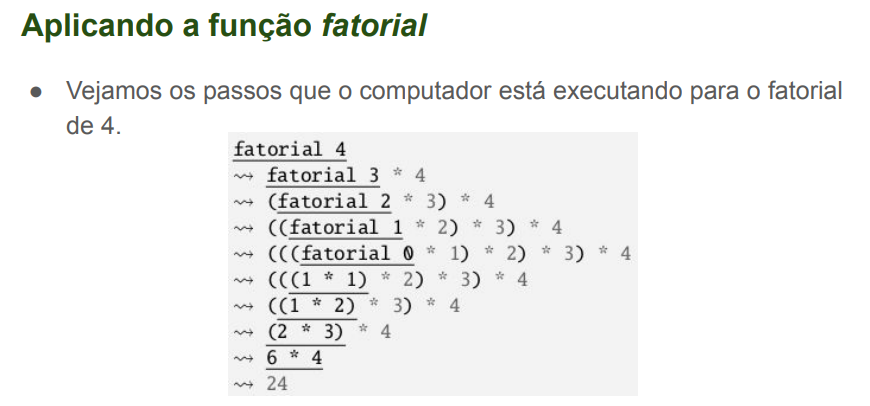 Aplicando a função fatorial
● Vejamos os passos que o computador está executando para o fatorial
de 4.
fatorial 4
⇝ fatorial 3 * 4
⇝ (fatorial 2 * 3) * 4
⇝ ((fatorial 1 * 2) * 3) * 4
⇝ (((fatorial 0 * 1) * 2) * 3) * 4
⇝ (((1 * 1) * 2) * 3) * 4
⇝ ((1 * 2) * 3) * 4
⇝ (2 * 3) * 4
⇝ 6 * 4
⇝ 24